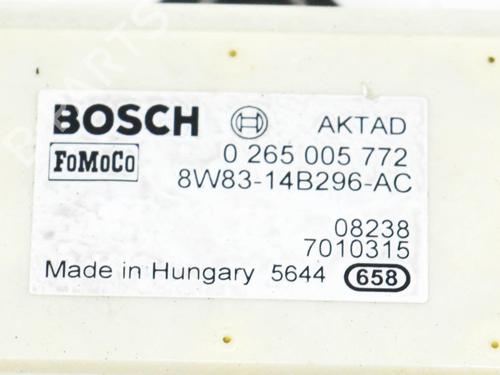 BOSCH AKTAD
FoMoCo 0 265 005 772
8W83-14B296-AC
08238
7010315
Made in Hungary 5644 658